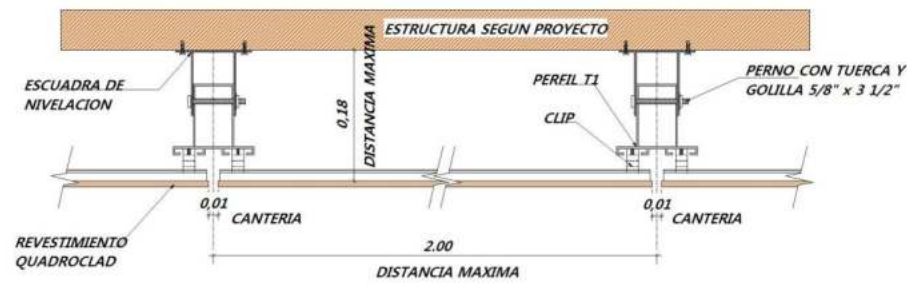 ESTRUCTURA SEGUN PROYECTO
ESCUADRA DE
NIVELACION
0,18
DISTANCIA MAXIMA
PERFIL T1
CLIP
PERNO CON TUERCA Y
GOLILLA 5/8" x 3 1/2"
0,01
CANTERIA
0,01
CANTERIA
REVESTIMIENTO
QUADROCLAD
2.00
DISTANCIA MAXIMA